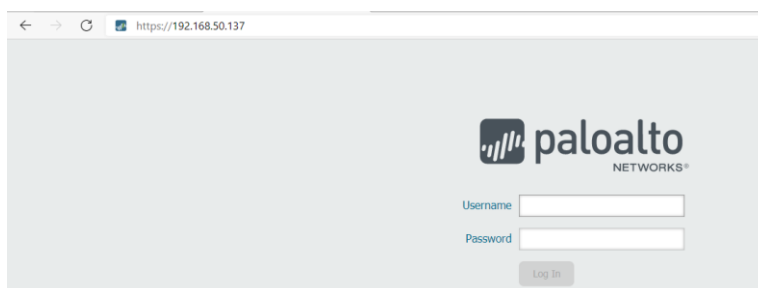 https://192.168.50.137
paloalto
NETWORKS®
Username
Password
Log In